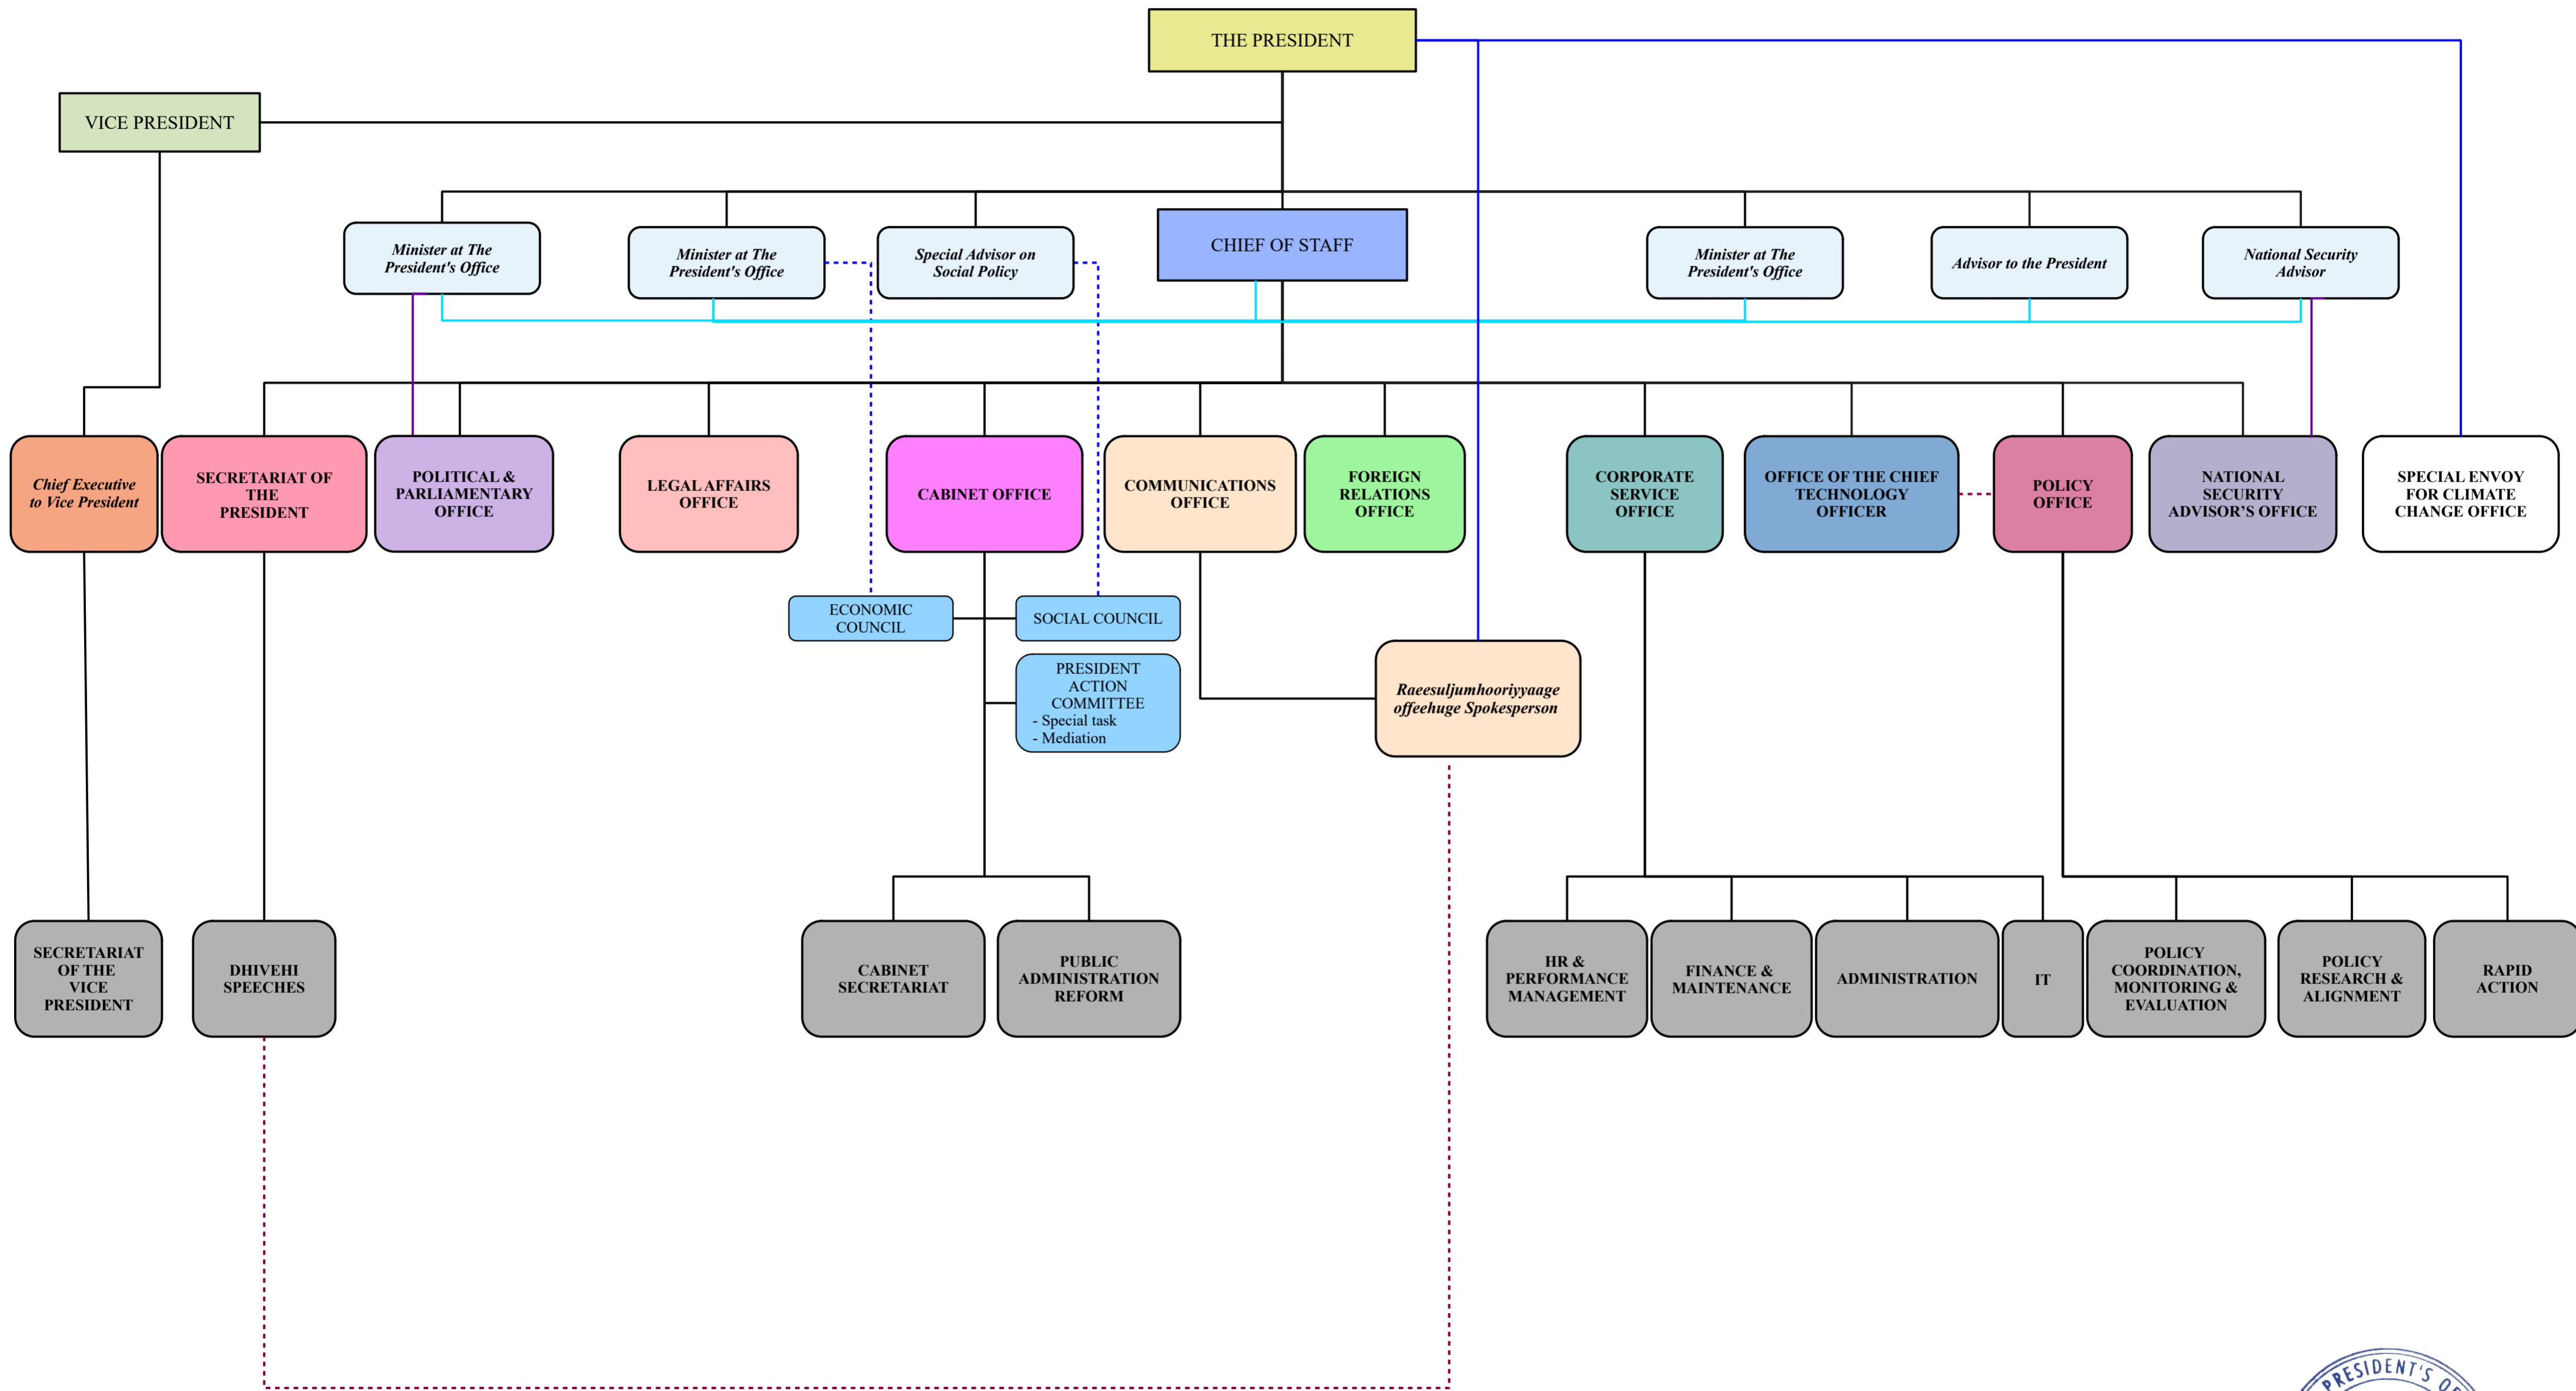 THE PRESIDENT
VICE PRESIDENT
Minister at The
President's Office
Minister at The
President's Office
Special Advisor on
Social Policy
CHIEF OF STAFF
Minister at The
President's Office
Advisor to the President
National Security
Advisor
Chief Executive
to Vice President
SECRETARIAT OF
THE
PRESIDENT
POLITICAL &
PARLIAMENTARY
OFFICE
LEGAL AFFAIRS
OFFICE
CABINET OFFICE
COMMUNICATIONS
OFFICE
FOREIGN
RELATIONS
OFFICE
CORPORATE
SERVICE
OFFICE
OFFICE OF THE CHIEF
TECHNOLOGY
OFFICER
POLICY
OFFICE
NATIONAL
SECURITY
ADVISOR’S OFFICE
SPECIAL ENVOY
FOR CLIMATE
CHANGE OFFICE
ECONOMIC
COUNCIL
SOCIAL COUNCIL
PRESIDENT
ACTION
COMMITTEE
- Special task
- Mediation
Raeesuljumhooriyyaage
offeehuge Spokesperson
SECRETARIAT
OF THE
VICE
PRESIDENT
DHIVEHI
SPEECHES
CABINET
SECRETARIAT
PUBLIC
ADMINISTRATION
REFORM
HR &
PERFORMANCE
MANAGEMENT
FINANCE &
MAINTENANCE
ADMINISTRATION
IT
POLICY
COORDINATION,
MONITORING &
EVALUATION
POLICY
RESEARCH &
ALIGNMENT
RAPID
ACTION
PRESIDENT'S